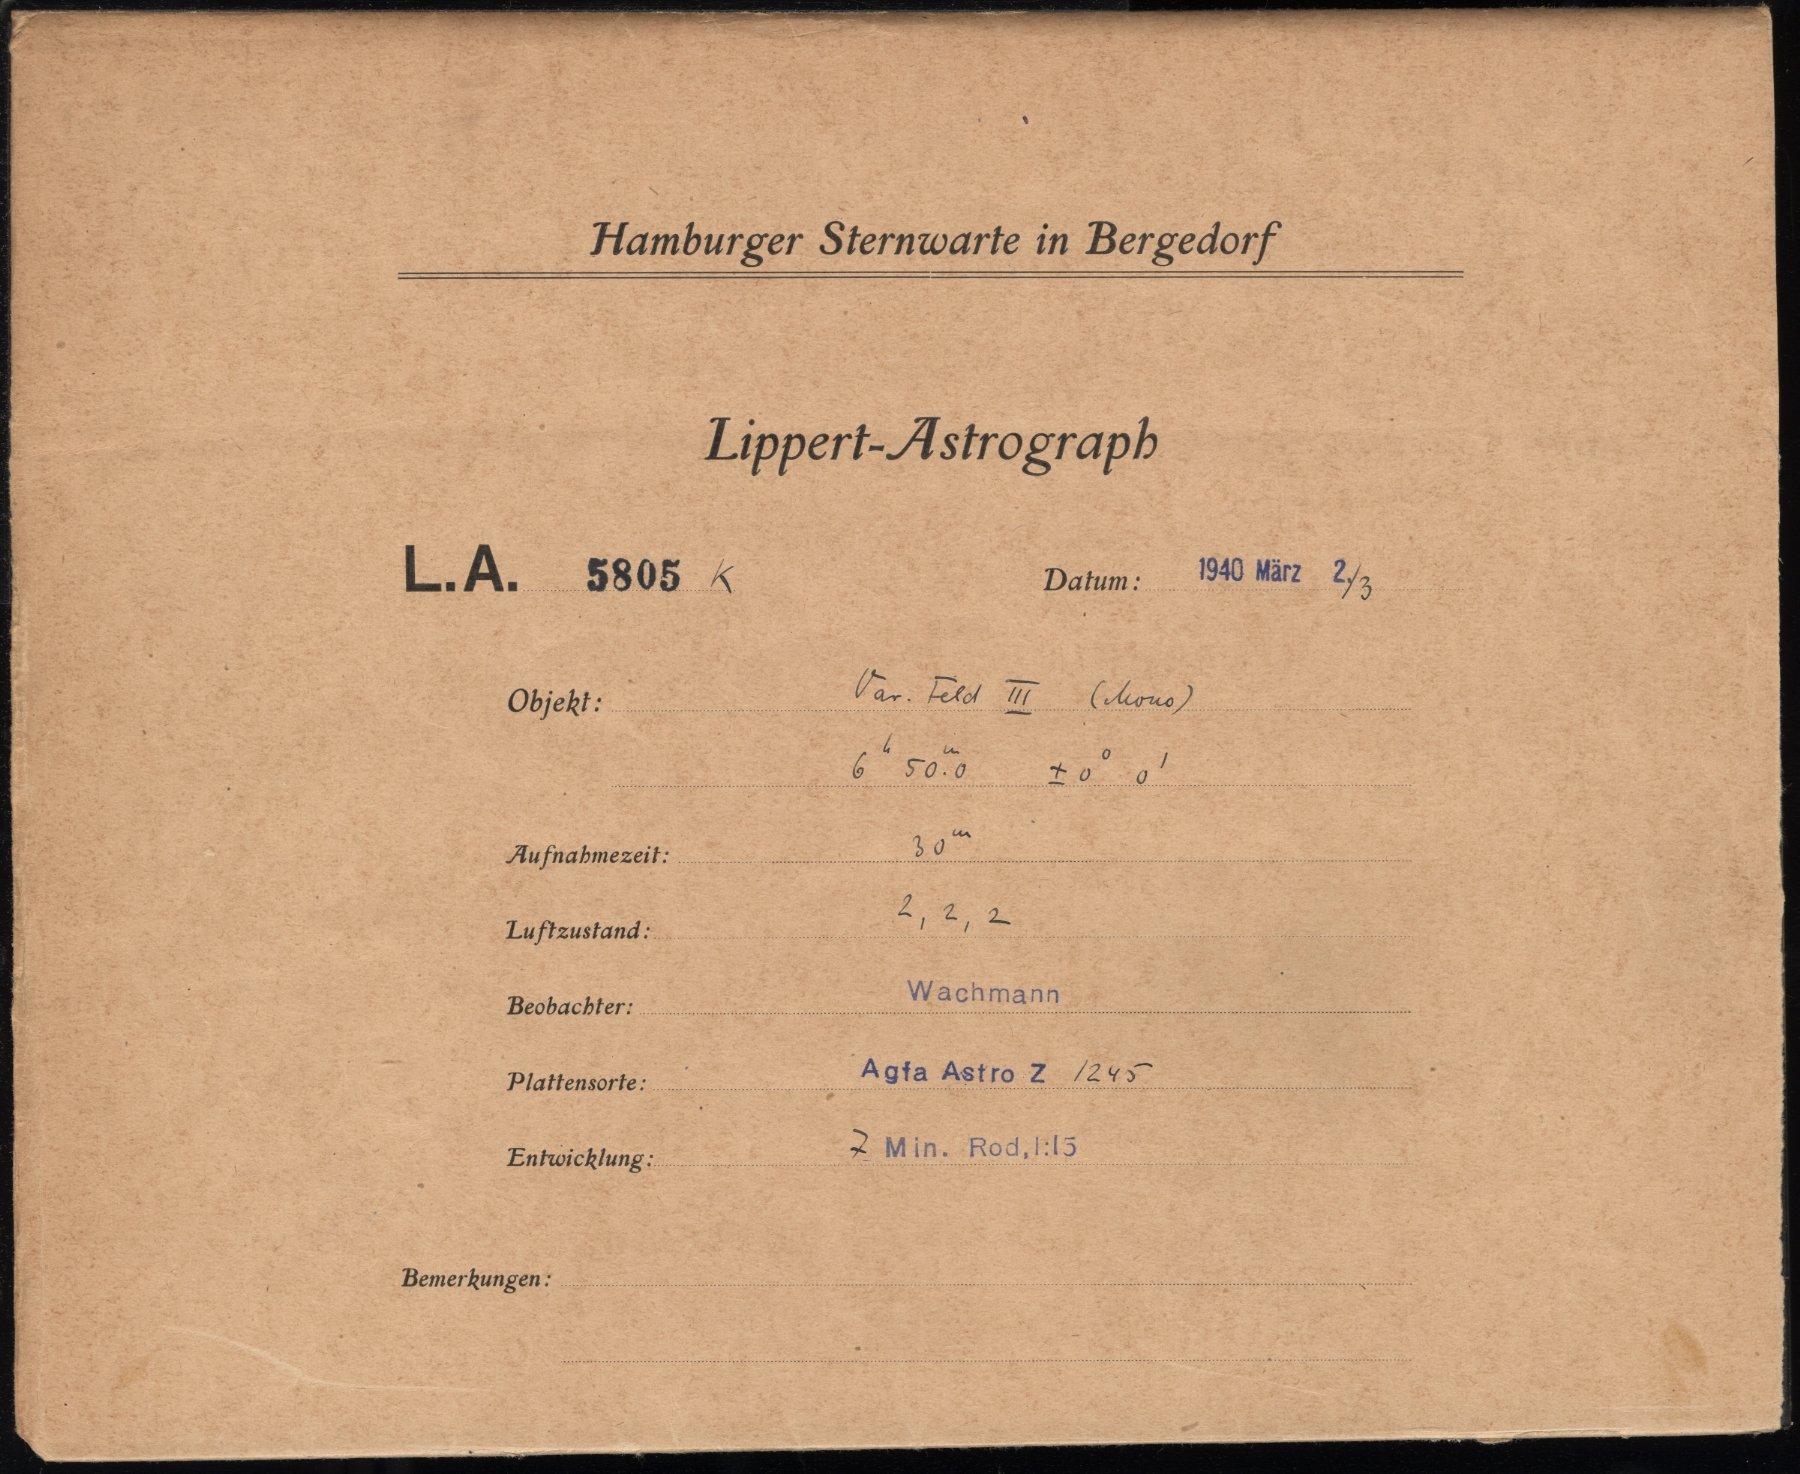 Hamburger Sternwarte in Bergedorf
Lippert-Astrograph
L.A. 5805 K Datum: 1940 März 2./3
Objekt: Var. Feld III (Mono)
6ʰ 50.ᵐ0 ± 0° 0'
Aufnahmezeit: 30ᵐ
Luftzustand: 2, 2, 2
Beobachter: Wachmann
Plattensorte: Agfa Astro Z 1245
Entwicklung: 7 Min. Rod,1:15
Bemerkungen: